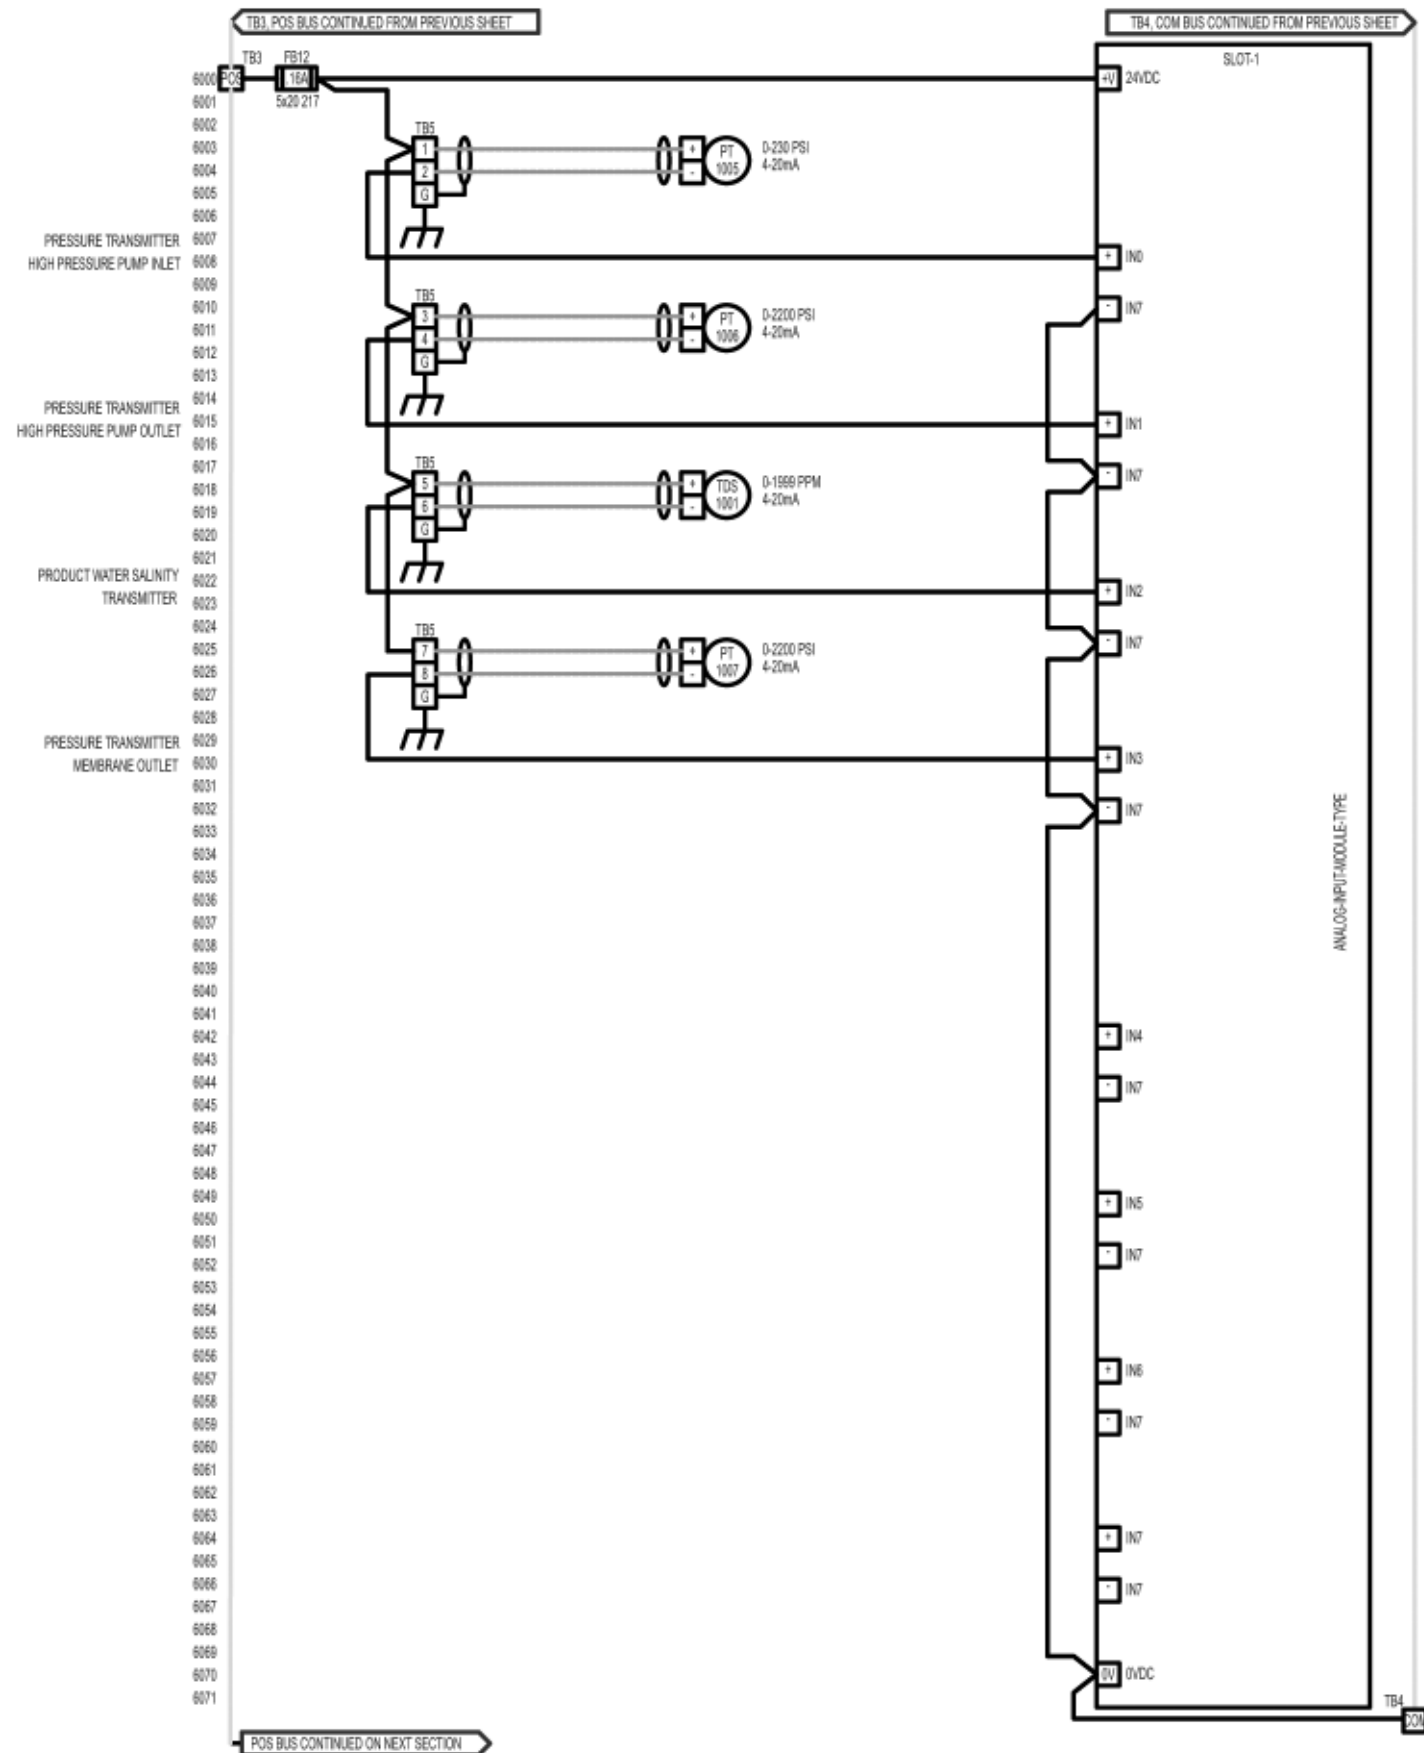 TB3, POS BUS CONTINUED FROM PREVIOUS SHEET
TB4, COM BUS CONTINUED FROM PREVIOUS SHEET
SLOT-1
TB3 FB12
6000 POS .16A +V 24VDC
6001 5x20 217
6002
TB5
6003 1 + PT 0-230 PSI
6004 2 - 1005 4-20mA
6005 G
6006
PRESSURE TRANSMITTER 6007
HIGH PRESSURE PUMP INLET 6008 + IN0
6009
TB5
6010 3 + PT 0-2200 PSI - IN7
6011 4 - 1006 4-20mA
6012 G
6013
6014
PRESSURE TRANSMITTER
6015 + IN1
HIGH PRESSURE PUMP OUTLET
6016
6017 TB5
- IN7
6018 5 + TDS 0-1999 PPM
6019 6 - 1001 4-20mA
6020 G
6021
PRODUCT WATER SALINITY 6022 + IN2
TRANSMITTER 6023
6024 TB5
6025 7 + PT 0-2200 PSI - IN7
6026 8 - 1007 4-20mA
6027 G
6028
PRESSURE TRANSMITTER 6029
MEMBRANE OUTLET 6030 + IN3
6031
6032 - IN7
6033
6034
6035
6036
6037
ANALOG-INPUT-MODULE-TYPE
6038
6039
6040
6041
6042 + IN4
6043
6044 - IN7
6045
6046
6047
6048
6049 + IN5
6050
6051
6052 - IN7
6053
6054
6055
6056
6057 + IN6
6058
6059 - IN7
6060
6061
6062
6063
6064 + IN7
6065
6066 - IN7
6067
6068
6069
6070 0V 0VDC
6071
TB4
COM
POS BUS CONTINUED ON NEXT SECTION